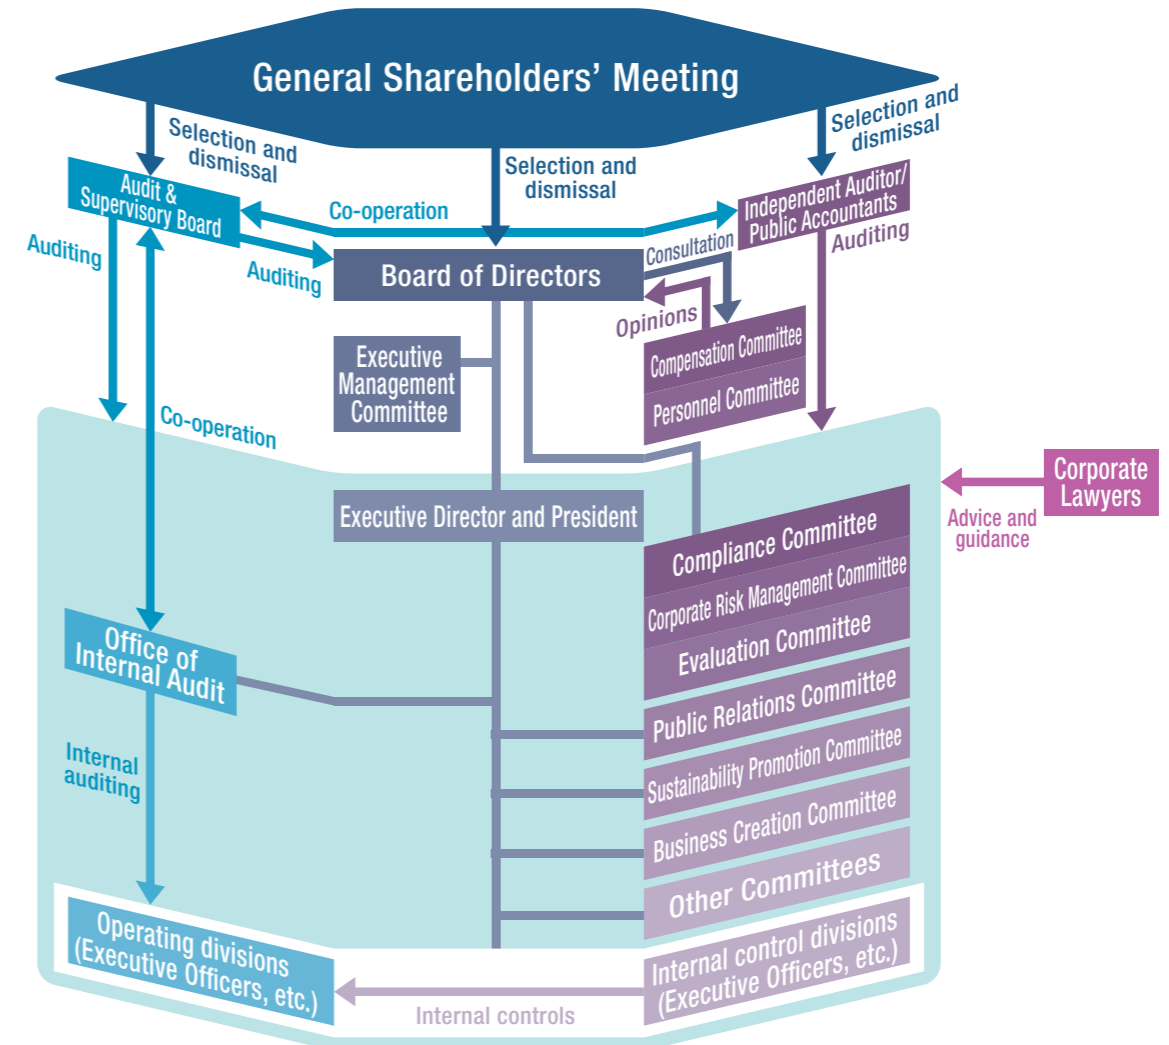 General Shareholders’ Meeting
Selection and
dismissal
Selection and
dismissal
Selection and
dismissal
Audit &
Supervisory Board
Co-operation
Independent Auditor/
Public Accountants
Auditing
Auditing
Board of Directors
Consultation
Auditing
Opinions
Executive
Management
Committee
Compensation Committee
Personnel Committee
Co-operation
Corporate
Lawyers
Advice and
guidance
Executive Director and President
Compliance Committee
Corporate Risk Management Committee
Evaluation Committee
Office of
Internal Audit
Public Relations Committee
Sustainability Promotion Committee
Internal
auditing
Business Creation Committee
Other Committees
Operating divisions
(Executive Officers, etc.)
Internal control divisions
(Executive Officers, etc.)
Internal controls